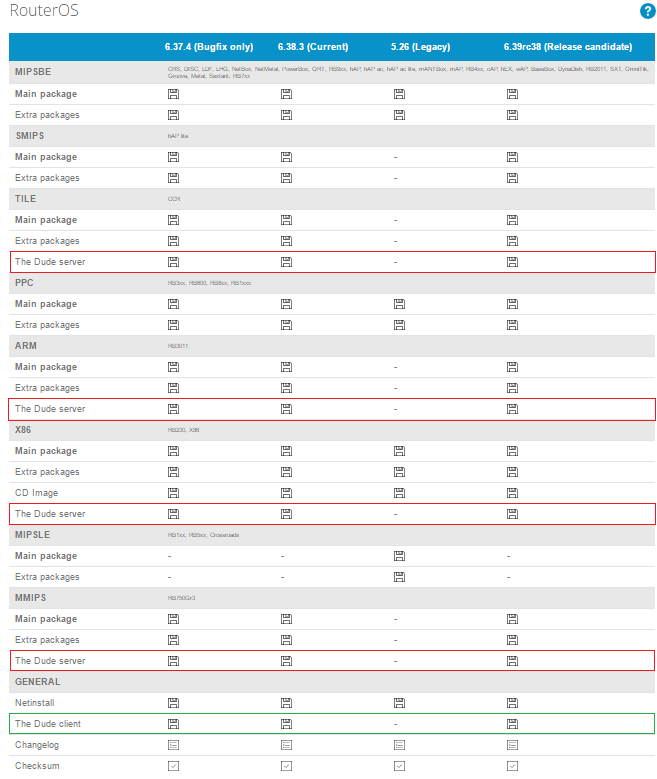 RouterOS
?
6.37.4 (Bugfix only) 6.38.3 (Current) 5.26 (Legacy) 6.39rc38 (Release candidate)
MIPSBE CRS, DISC, LDF, LHG, NetBox, NetMetal, PowerBox, QRT, RB9xx, hAP, hAP ac, hAP ac lite, mANTBox, mAP, RB4xx, cAP, hEX, wAP, BaseBox, DynaDish, RB2011, SXT, OmniTik,
Groove, Metal, Sextant, RB7xx
Main package
Extra packages
SMIPS hAP lite
Main package -
Extra packages -
TILE CCR
Main package -
Extra packages -
The Dude server -
PPC RB3xx, RB600, RB8xx, RB1xxx
Main package
Extra packages
ARM RB3011
Main package -
Extra packages -
The Dude server -
X86 RB230, X86
Main package
Extra packages
CD Image
The Dude server -
MIPSLE RB1xx, RB5xx, Crossroads
Main package - - -
Extra packages - - -
MMIPS RB750Gr3
Main package -
Extra packages -
The Dude server -
GENERAL
Netinstall
The Dude client -
Changelog
Checksum